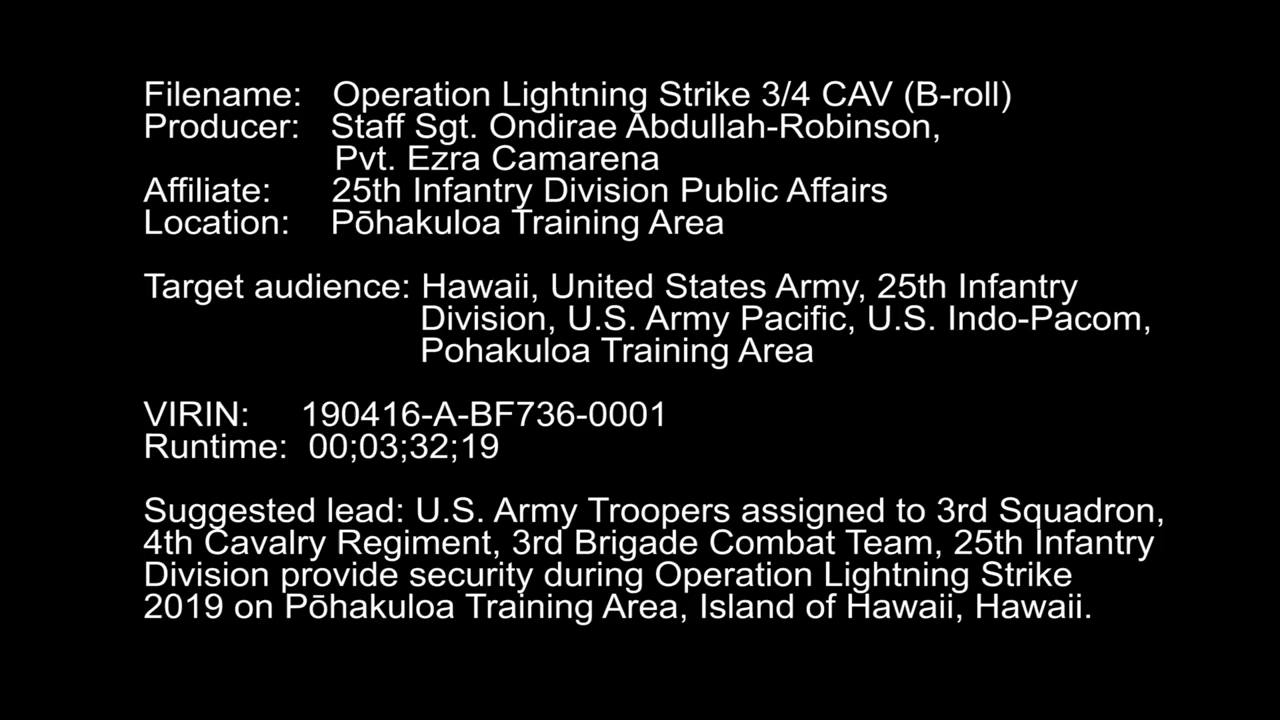 Filename: Operation Lightning Strike 3/4 CAV (B-roll)
Producer: Staff Sgt. Ondirae Abdullah-Robinson,
Pvt. Ezra Camarena
Affiliate: 25th Infantry Division Public Affairs
Location: Pōhakuloa Training Area
Target audience: Hawaii, United States Army, 25th Infantry
Division, U.S. Army Pacific, U.S. Indo-Pacom,
Pohakuloa Training Area
VIRIN: 190416-A-BF736-0001
Runtime: 00;03;32;19
Suggested lead: U.S. Army Troopers assigned to 3rd Squadron,
4th Cavalry Regiment, 3rd Brigade Combat Team, 25th Infantry
Division provide security during Operation Lightning Strike
2019 on Pōhakuloa Training Area, Island of Hawaii, Hawaii.